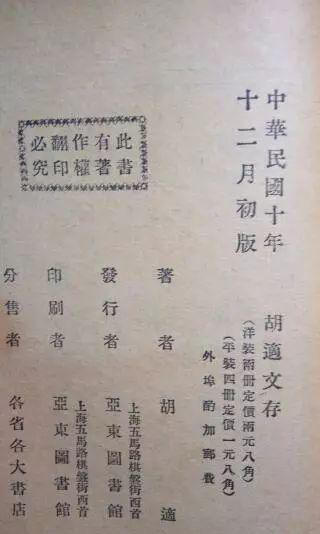 中華民國十年
十二月初版
胡適文存
(洋裝兩冊定價兩元八角)
(平裝四冊定價一元八角)
外埠酌加郵費
此書
有著
作權
翻印
必究
著者 胡適
發行者 上海五馬路棋盤街西首
亞東圖書館
印刷者 上海五馬路棋盤街西首
亞東圖書館
分售者 各省各大書店